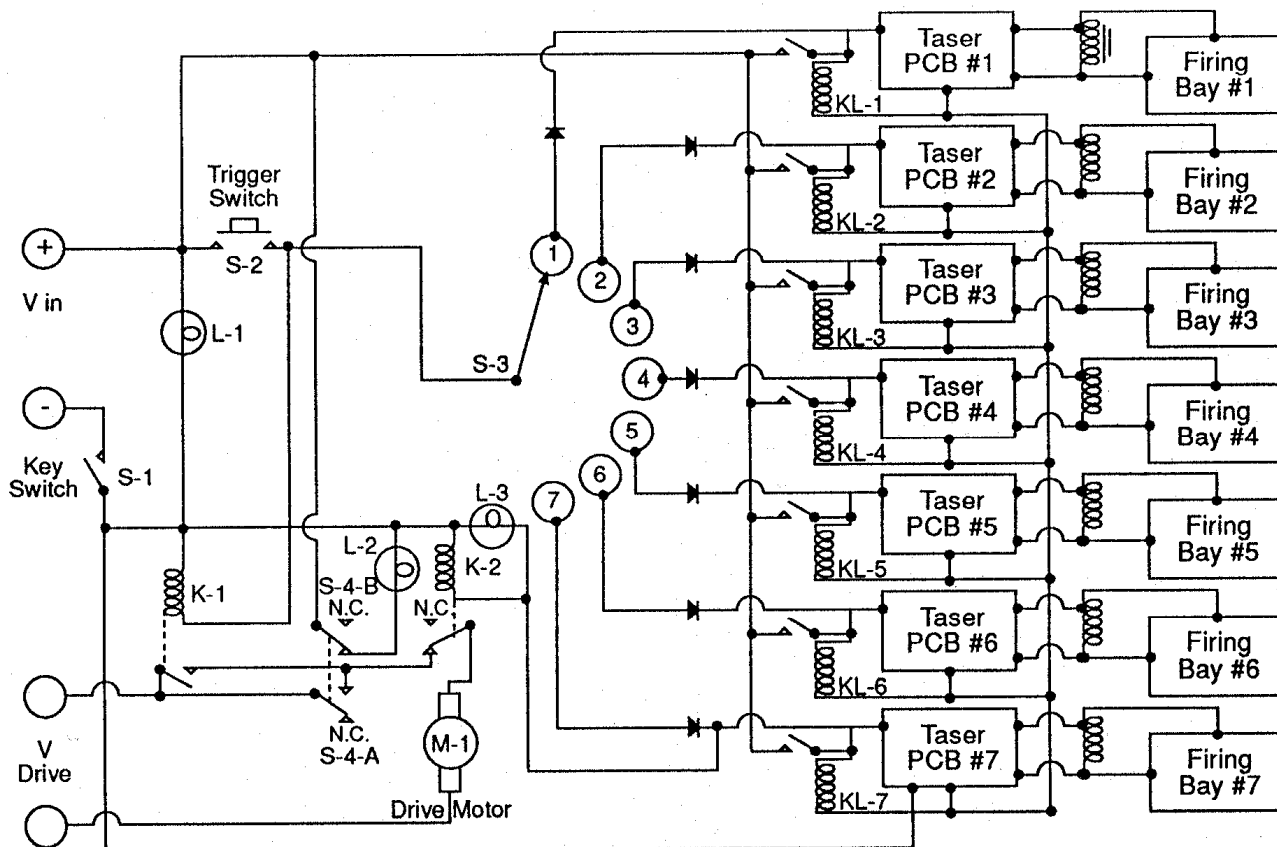 Taser
PCB #1
Firing
Bay #1
KL-1
Taser
PCB #2
Firing
Bay #2
KL-2
Trigger
Switch
S-2
+
V in
1
2
3
Taser
PCB #3
Firing
Bay #3
KL-3
L-1
S-3
4
Taser
PCB #4
Firing
Bay #4
KL-4
-
Key
Switch
S-1
5
6
7
Taser
PCB #5
Firing
Bay #5
KL-5
L-3
L-2
K-2
K-1
S-4-B
N.C.
N.C.
Taser
PCB #6
Firing
Bay #6
KL-6
N.C.
S-4-A
V
Drive
M-1
Drive Motor
Taser
PCB #7
Firing
Bay #7
KL-7